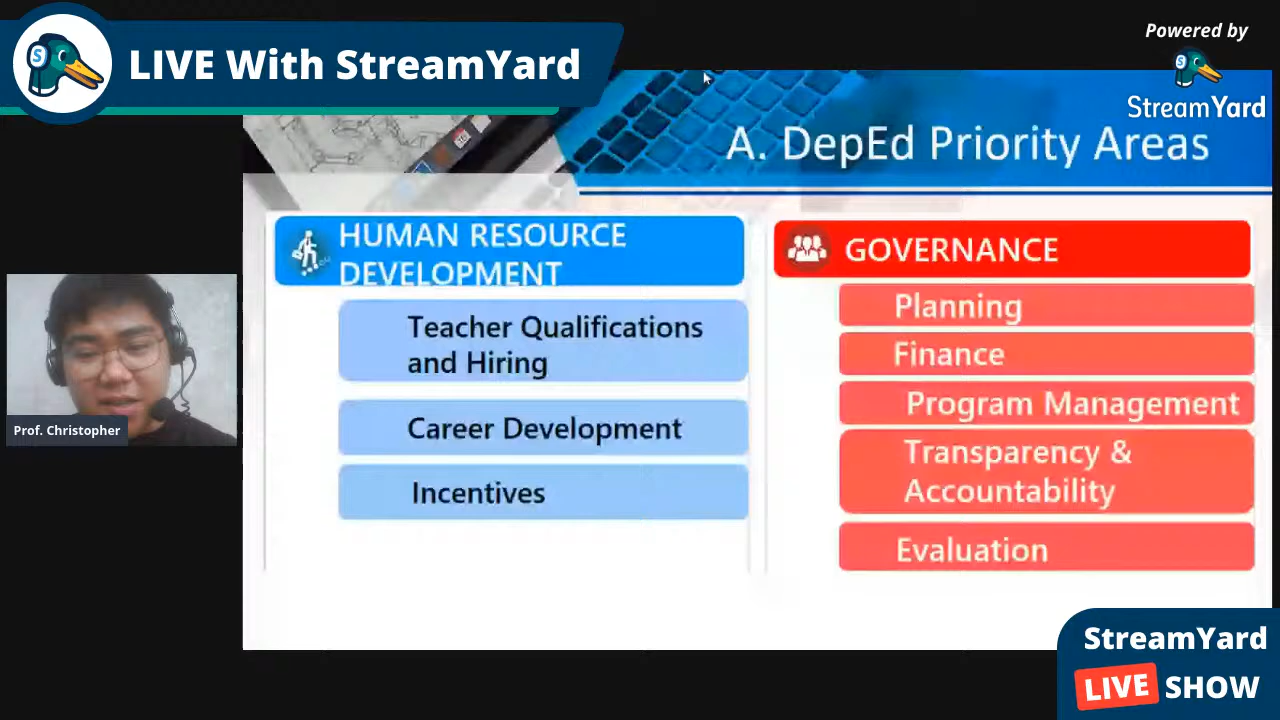 LIVE With StreamYard
Powered by
StreamYard
A. DepEd Priority Areas
HUMAN RESOURCE
DEVELOPMENT
Teacher Qualifications
and Hiring
Career Development
Incentives
GOVERNANCE
Planning
Finance
Program Management
Transparency &
Accountability
Evaluation
Prof. Christopher
StreamYard
LIVE SHOW